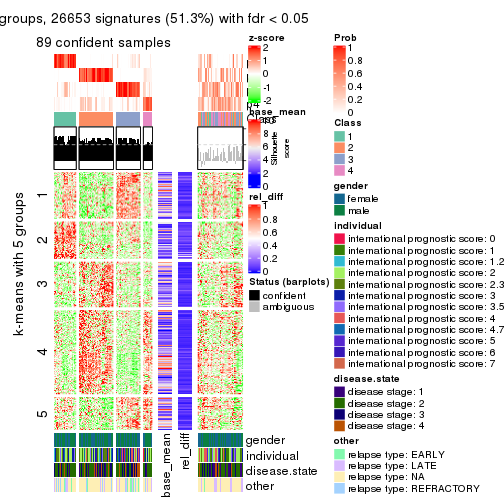 groups, 26653 signatures (51.3%) with fdr < 0.05
89 confident samples
k-means with 5 groups
1
2
3
4
5
Class
Silhouette
score
base_mean
rel_diff
gender
individual
disease.state
other
z-score
2
1
0
-1
-2
base_mean
10
8
6
4
2
0
rel_diff
1
0.8
0.6
0.4
0.2
0
Status (barplots)
confident
ambiguous
Prob
1
0.8
0.6
0.4
0.2
0
Class
1
2
3
4
gender
female
male
individual
international prognostic score: 0
international prognostic score: 1
international prognostic score: 1.2
international prognostic score: 2
international prognostic score: 2.3
international prognostic score: 3
international prognostic score: 3.5
international prognostic score: 4
international prognostic score: 4.7
international prognostic score: 5
international prognostic score: 6
international prognostic score: 7
disease.state
disease stage: 1
disease stage: 2
disease stage: 3
disease stage: 4
other
relapse type: EARLY
relapse type: LATE
relapse type: NA
relapse type: REFRACTORY